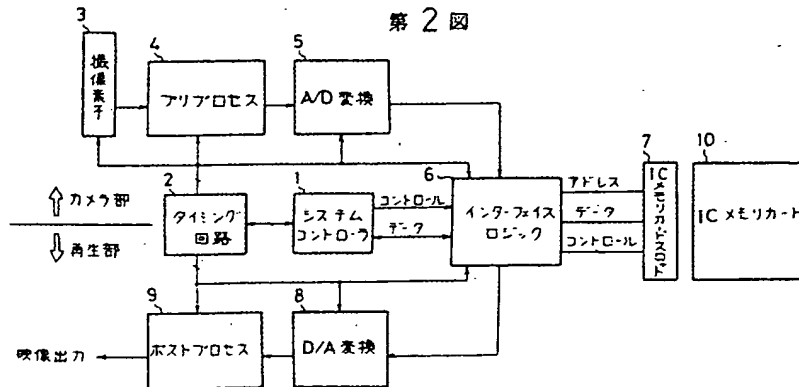 第2図
3
撮像素子
4
プリプロセス
5
A/D変換
6
インターフェイス
ロジック
7
ICメモリカードスロット
10
ICメモリカード
アドレス
データ
コントロール
カメラ部
再生部
2
タイミング
回路
1
システム
コントローラ
コントロール
データ
9
ポストプロセス
8
D/A変換
映像出力